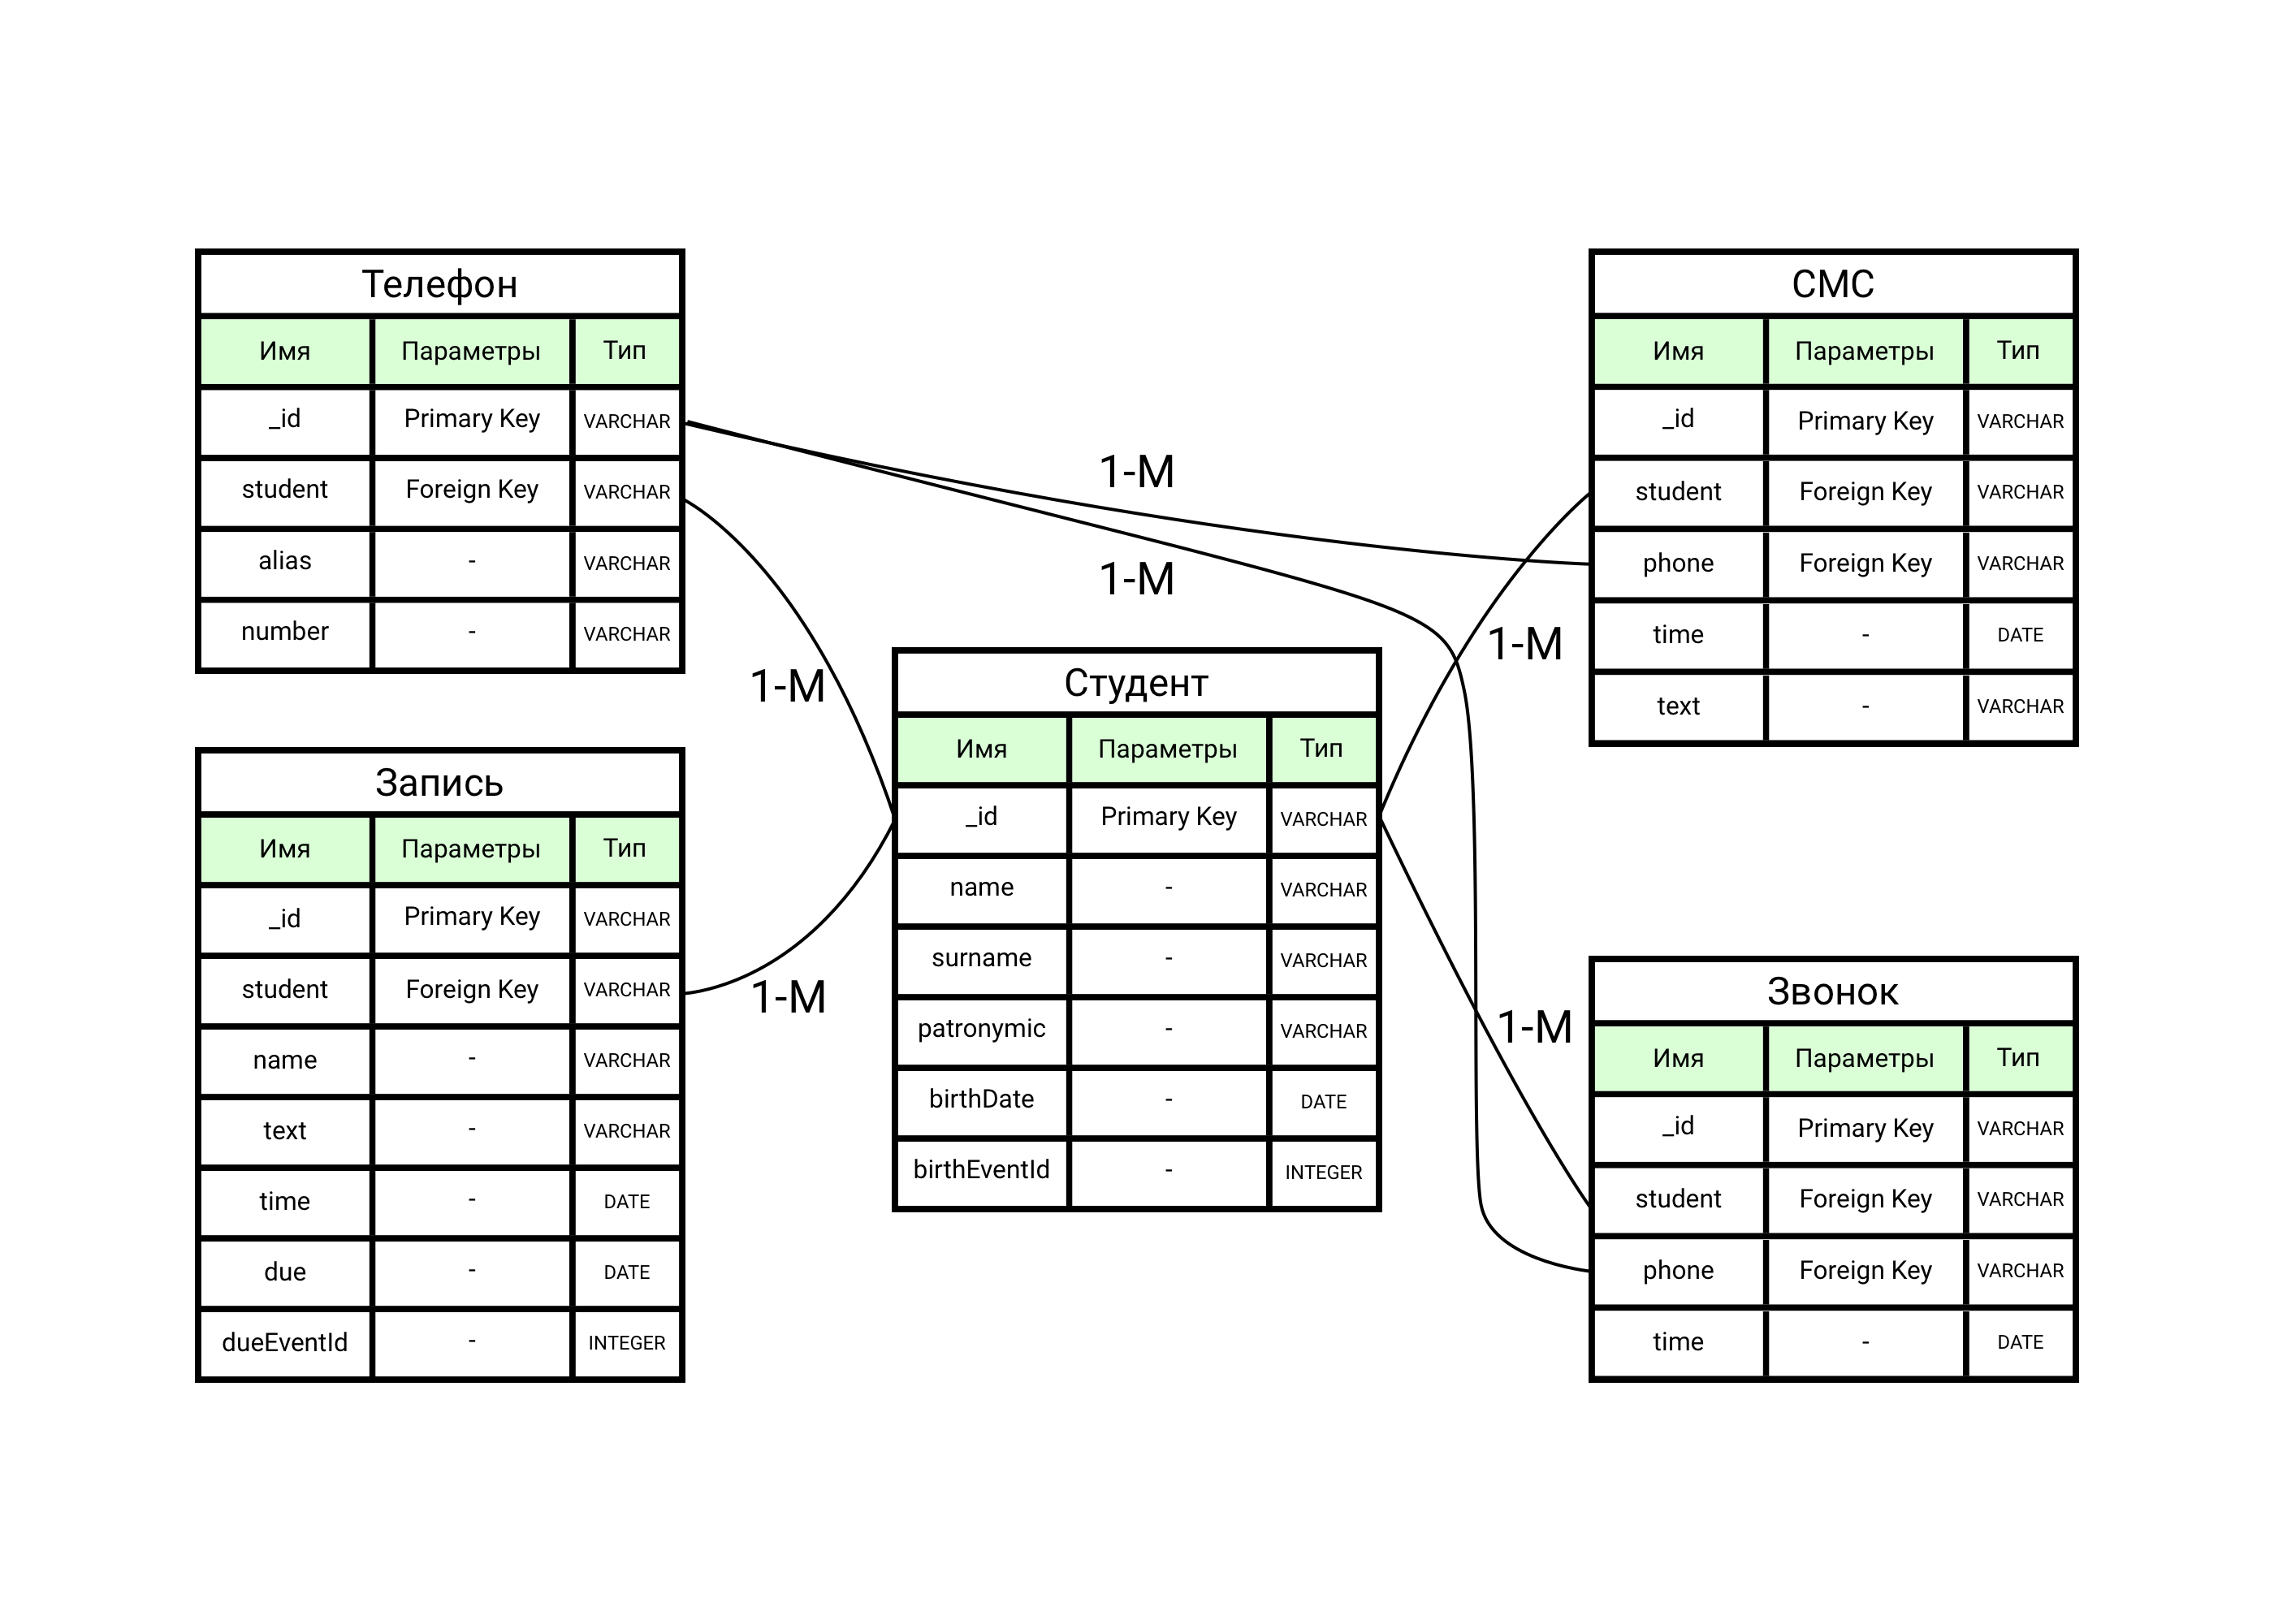 Телефон
Имя Параметры Тип
_id Primary Key VARCHAR
student Foreign Key VARCHAR
alias - VARCHAR
number - VARCHAR
Запись
Имя Параметры Тип
_id Primary Key VARCHAR
student Foreign Key VARCHAR
name - VARCHAR
text - VARCHAR
time - DATE
due - DATE
dueEventId - INTEGER
1-M
1-M
1-M
1-M
Студент
Имя Параметры Тип
_id Primary Key VARCHAR
name - VARCHAR
surname - VARCHAR
patronymic - VARCHAR
birthDate - DATE
birthEventId - INTEGER
1-M
1-M
СМС
Имя Параметры Тип
_id Primary Key VARCHAR
student Foreign Key VARCHAR
phone Foreign Key VARCHAR
time - DATE
text - VARCHAR
Звонок
Имя Параметры Тип
_id Primary Key VARCHAR
student Foreign Key VARCHAR
phone Foreign Key VARCHAR
time - DATE